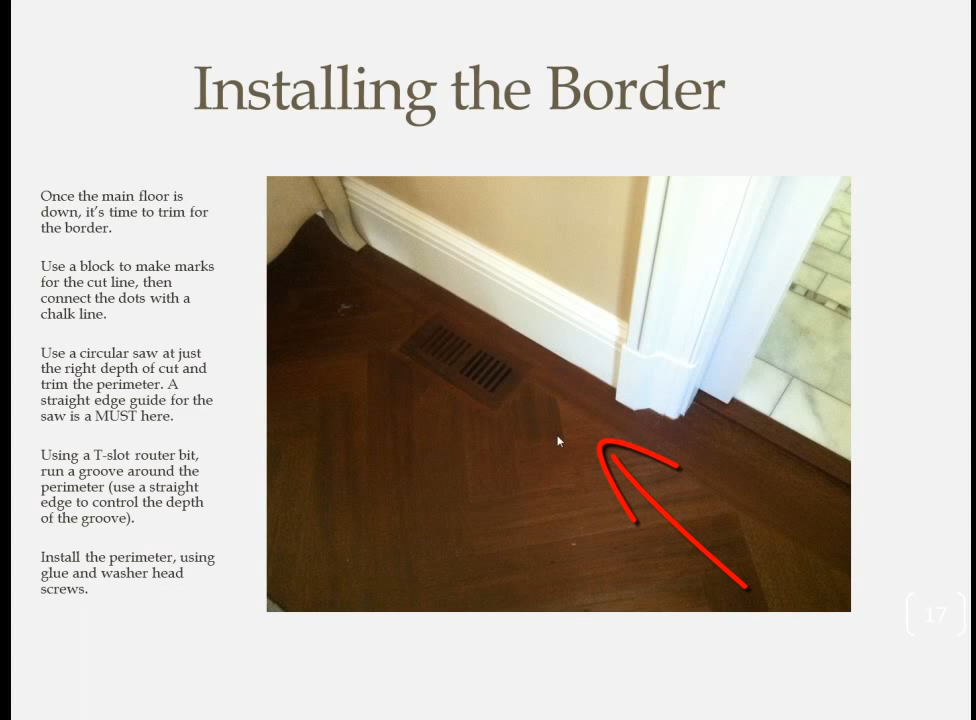 Installing the Border
Once the main floor is
down, it's time to trim for
the border.
Use a block to make marks
for the cut line, then
connect the dots with a
chalk line.
Use a circular saw at just
the right depth of cut and
trim the perimeter. A
straight edge guide for the
saw is a MUST here.
Using a T-slot router bit,
run a groove around the
perimeter (use a straight
edge to control the depth
of the groove).
Install the perimeter, using
glue and washer head
screws.
17